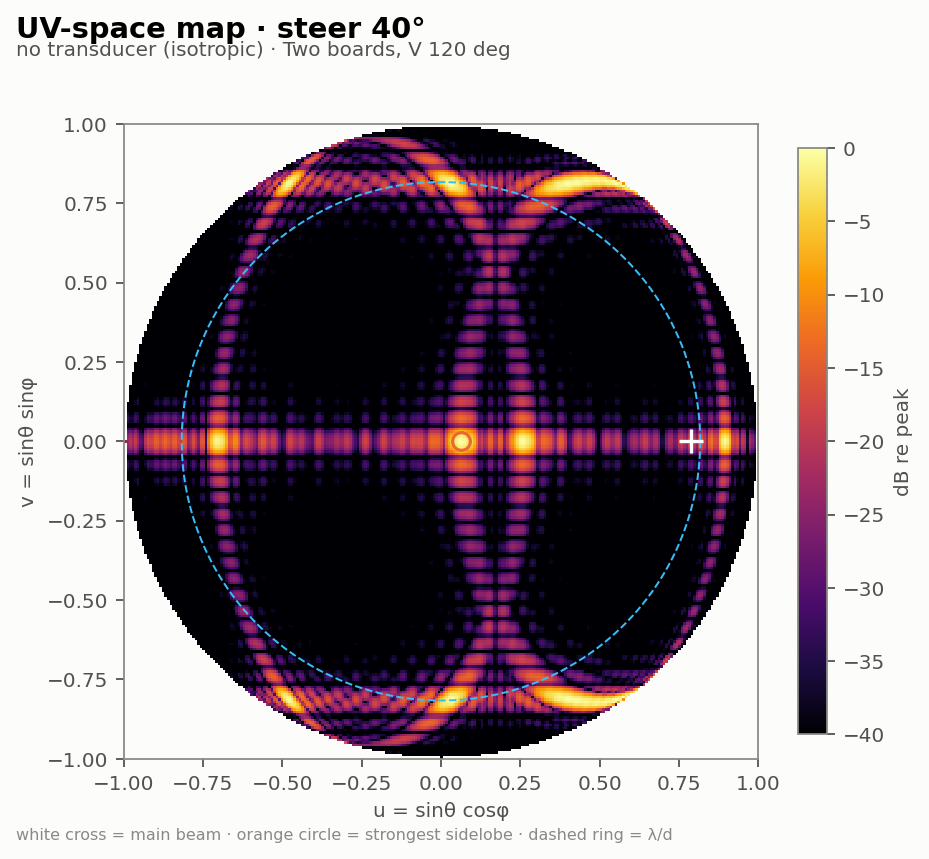 UV-space map · steer 40°
no transducer (isotropic) · Two boards, V 120 deg
1.00
0.75
0.50
0.25
0.00
−0.25
−0.50
−0.75
−1.00
v = sinθ sinφ
−1.00 −0.75 −0.50 −0.25 0.00 0.25 0.50 0.75 1.00
u = sinθ cosφ
0
−5
−10
−15
−20
−25
−30
−35
−40
dB re peak
white cross = main beam · orange circle = strongest sidelobe · dashed ring = λ/d